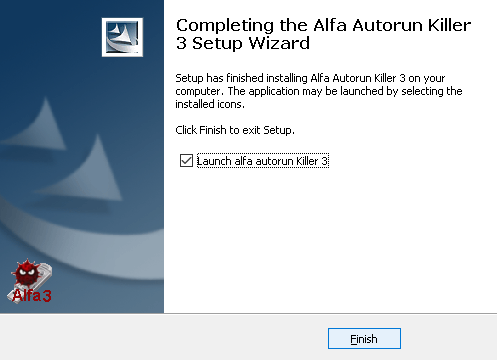 Completing the Alfa Autorun Killer
3 Setup Wizard
Setup has finished installing Alfa Autorun Killer 3 on your
computer. The application may be launched by selecting the
installed icons.
Click Finish to exit Setup.
Launch alfa autorun Killer 3
Alfa3
Finish